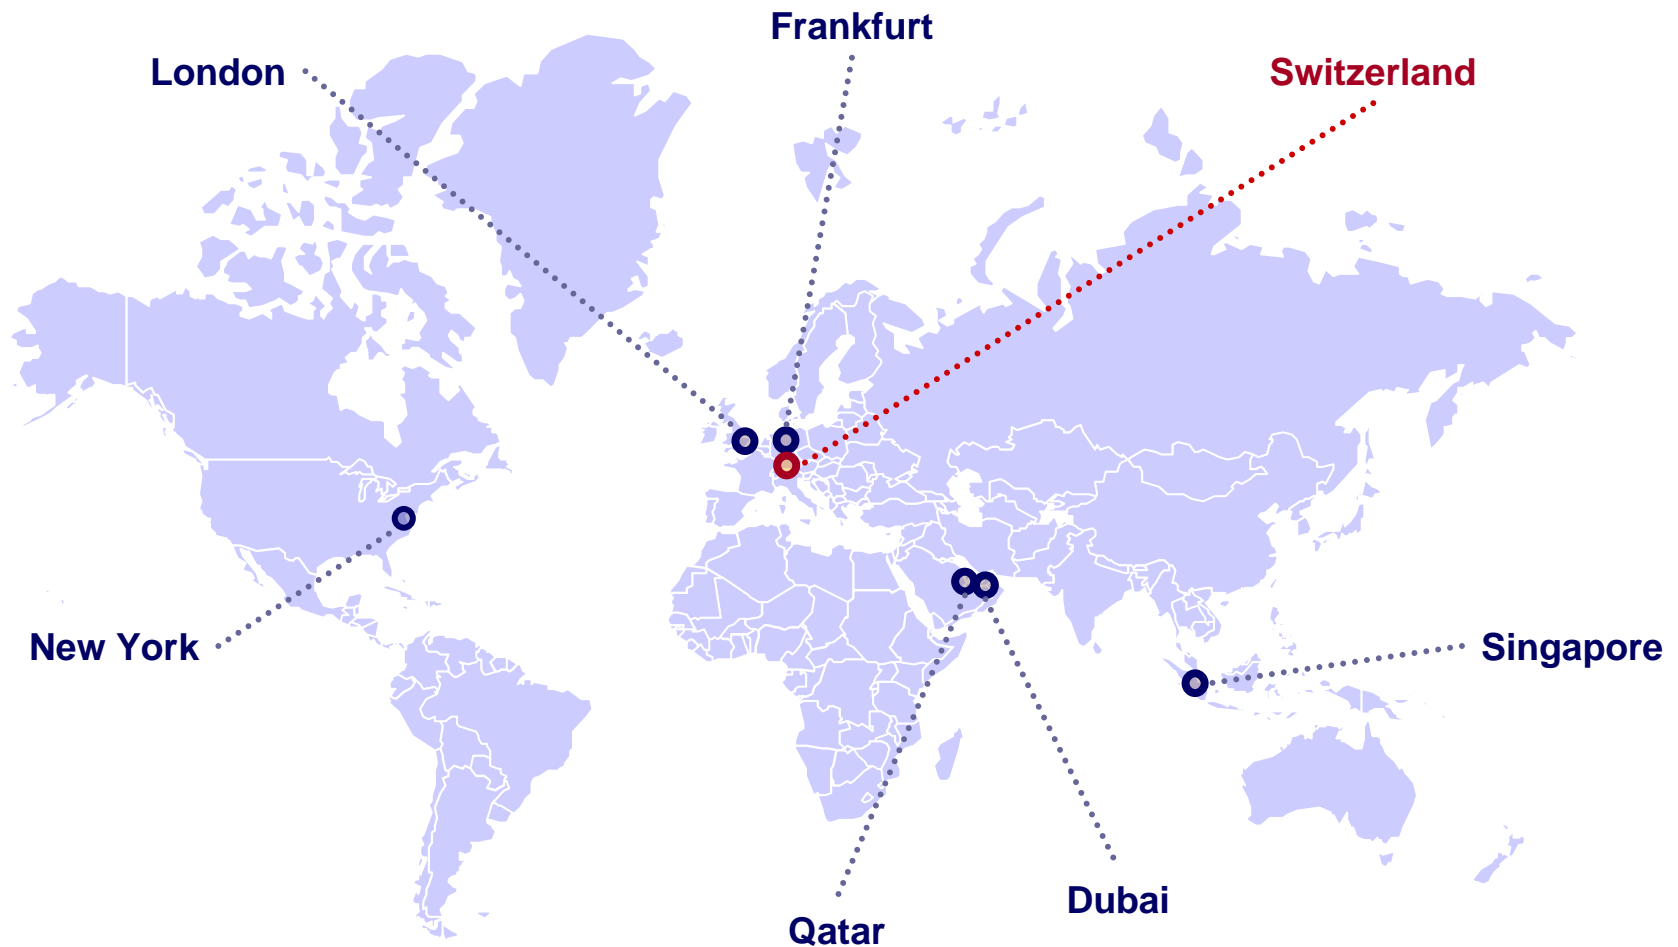 Frankfurt
London
Switzerland
New York
Singapore
Dubai
Qatar